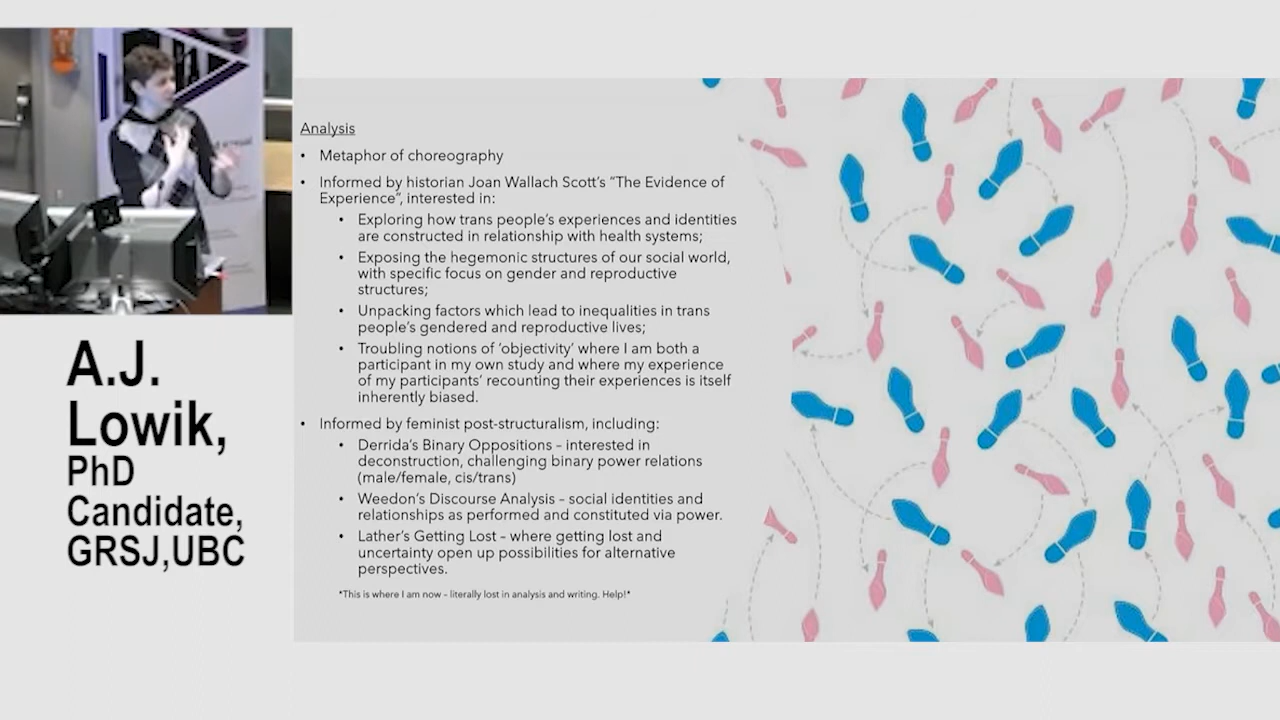 A.J.
Lowik,
PhD
Candidate,
GRSJ,UBC
Analysis
• Metaphor of choreography
• Informed by historian Joan Wallach Scott's "The Evidence of
Experience", interested in:
• Exploring how trans people's experiences and identities
are constructed in relationship with health systems;
• Exposing the hegemonic structures of our social world,
with specific focus on gender and reproductive
structures;
• Unpacking factors which lead to inequalities in trans
people's gendered and reproductive lives;
• Troubling notions of 'objectivity' where I am both a
participant in my own study and where my experience
of my participants' recounting their experiences is itself
inherently biased.
• Informed by feminist post-structuralism, including:
• Derrida's Binary Oppositions – interested in
deconstruction, challenging binary power relations
(male/female, cis/trans)
• Weedon's Discourse Analysis – social identities and
relationships as performed and constituted via power.
• Lather's Getting Lost – where getting lost and
uncertainty open up possibilities for alternative
perspectives.
*This is where I am now – literally lost in analysis and writing. Help!*